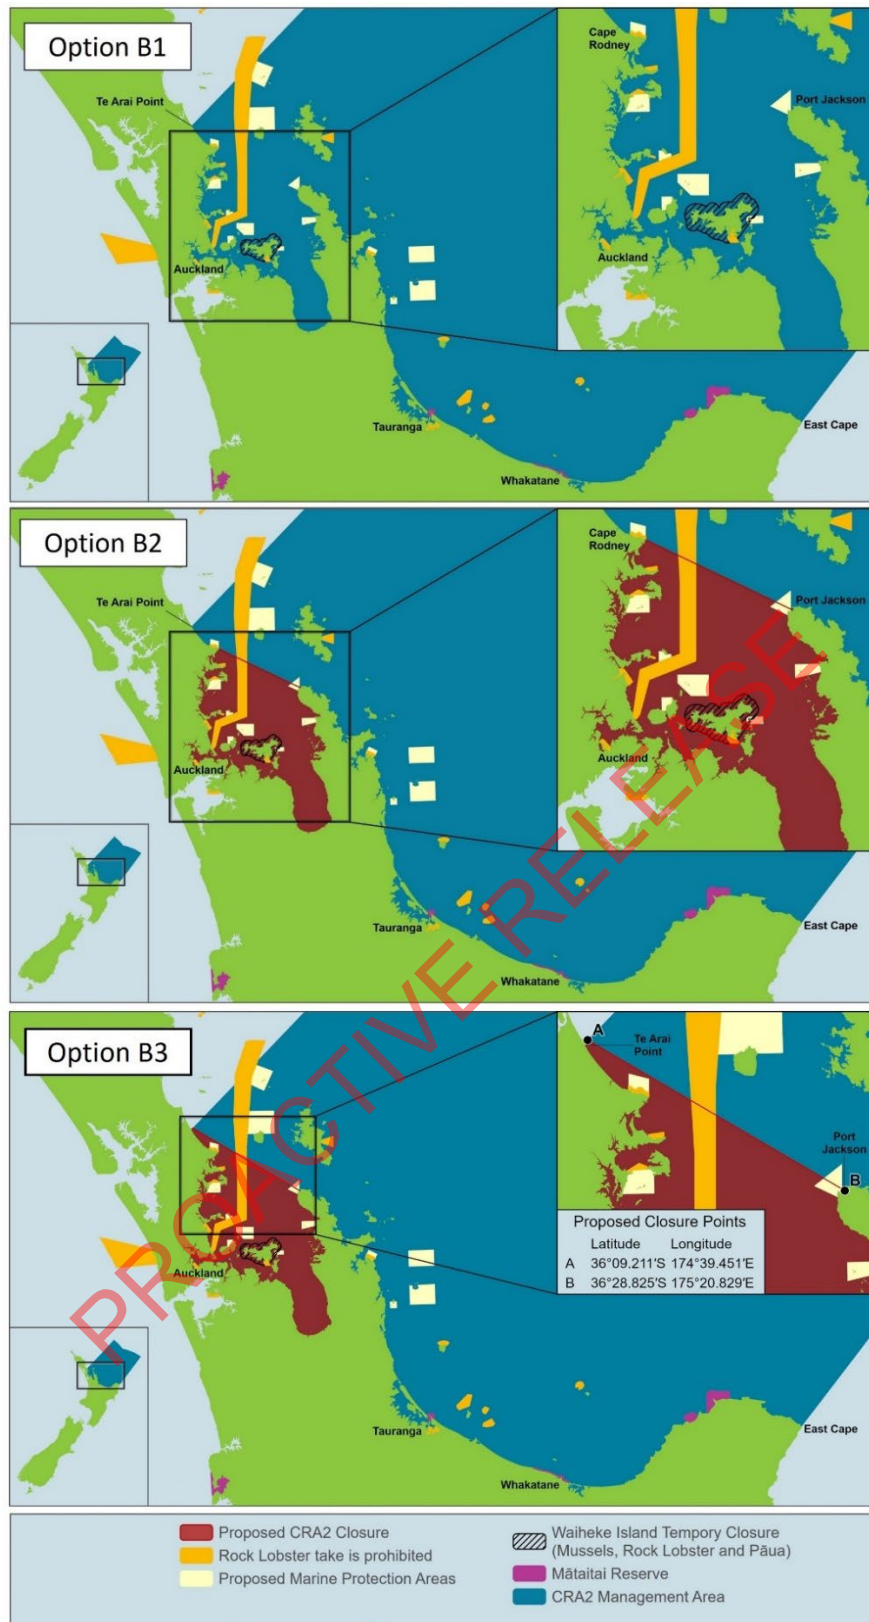 Option B1
Te Arai Point
Auckland
Tauranga
Whakatane
East Cape
Cape
Rodney
Port Jackson
Auckland
Option B2
Te Arai Point
Auckland
Tauranga
Whakatane
East Cape
Cape
Rodney
Port Jackson
Auckland
Option B3
Auckland
Tauranga
Whakatane
East Cape
A
Te Arai
Point
Port
Jackson
B
Proposed Closure Points
Latitude Longitude
A 36°09.211'S 174°39.451'E
B 36°28.825'S 175°20.829'E
PROACTIVE RELEASE
Proposed CRA2 Closure
Rock Lobster take is prohibited
Proposed Marine Protection Areas
Waiheke Island Tempory Closure
(Mussels, Rock Lobster and Pāua)
Mātaitai Reserve
CRA2 Management Area